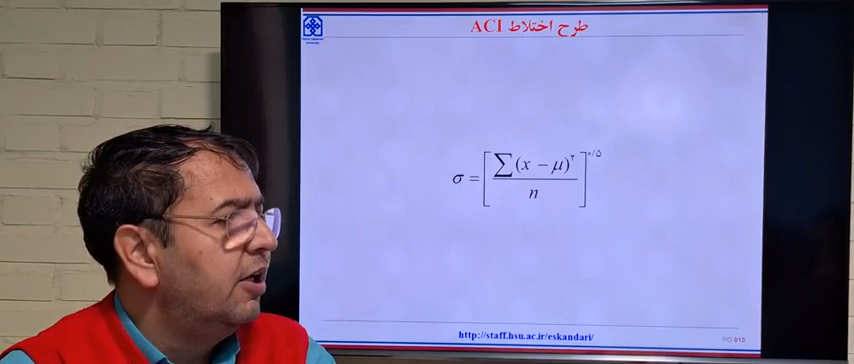 طرح اختلاط ACI
σ = [ ∑(x − μ)^۲ / n ]^۰/۵
http://staff.hsu.ac.ir/eskandari/